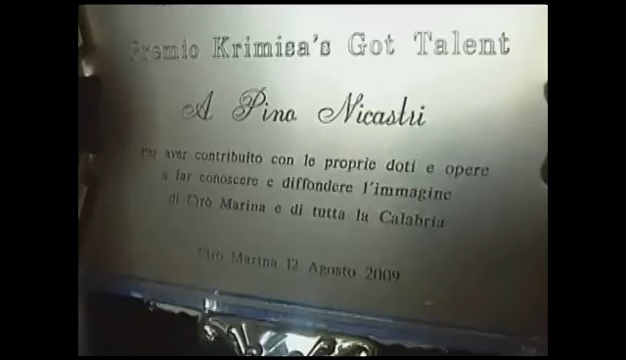 Premio Krimisa's Got Talent
A Pino Nicastri
Per aver contribuito con le proprie doti e opere
a far conoscere e diffondere l'immagine
di Cirò Marina e di tutta la Calabria
Ciro Marina 12 Agosto 2009